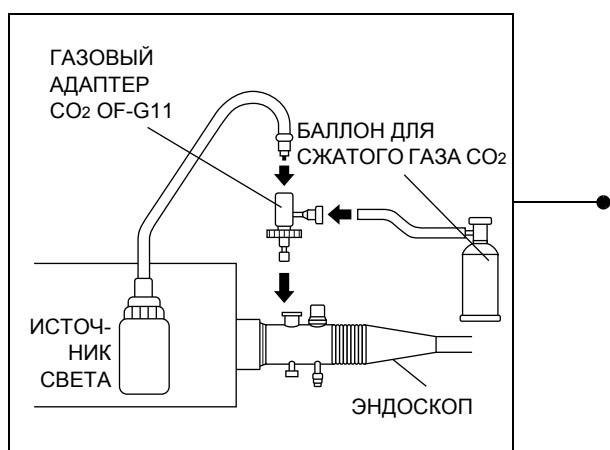 ГАЗОВЫЙ
АДАПТЕР
CO2 OF-G11
БАЛЛОН ДЛЯ
СЖАТОГО ГАЗА CO2
ИСТОЧ-
НИК
СВЕТА
ЭНДОСКОП